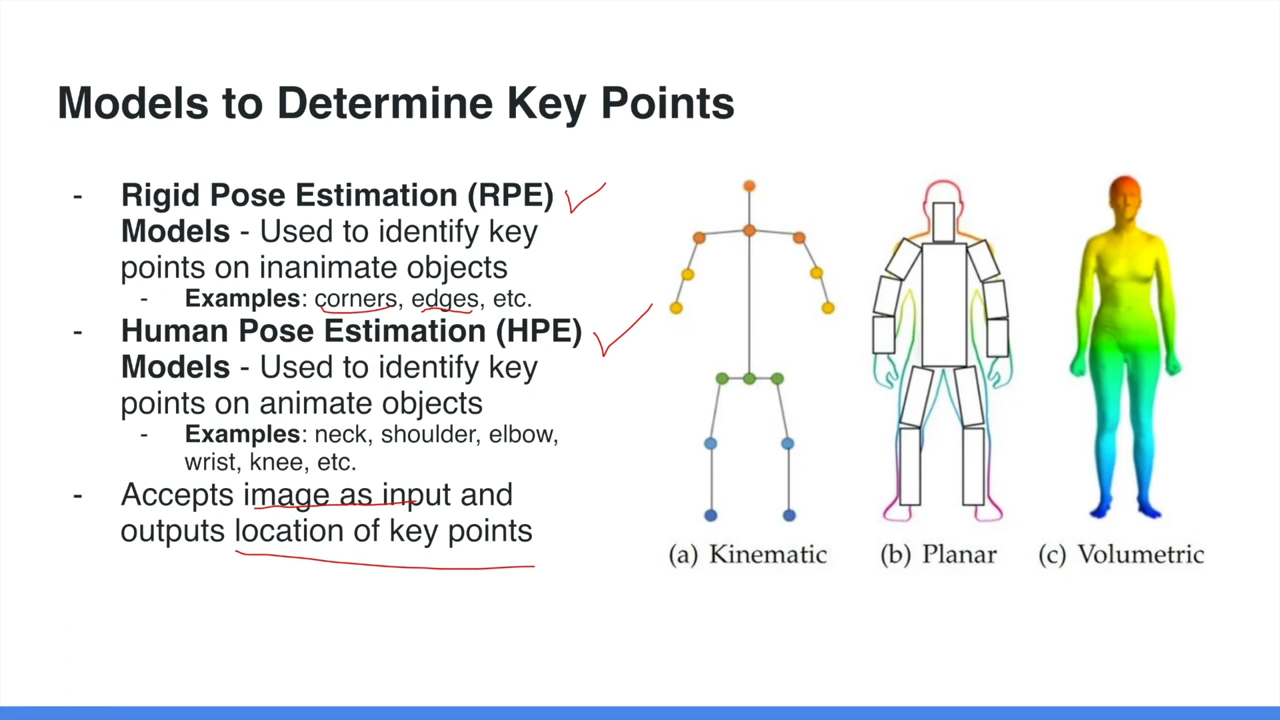 Models to Determine Key Points
- Rigid Pose Estimation (RPE)
Models - Used to identify key
points on inanimate objects
- Examples: corners, edges, etc.
- Human Pose Estimation (HPE)
Models - Used to identify key
points on animate objects
- Examples: neck, shoulder, elbow,
wrist, knee, etc.
- Accepts image as input and
outputs location of key points
(a) Kinematic
(b) Planar
(c) Volumetric